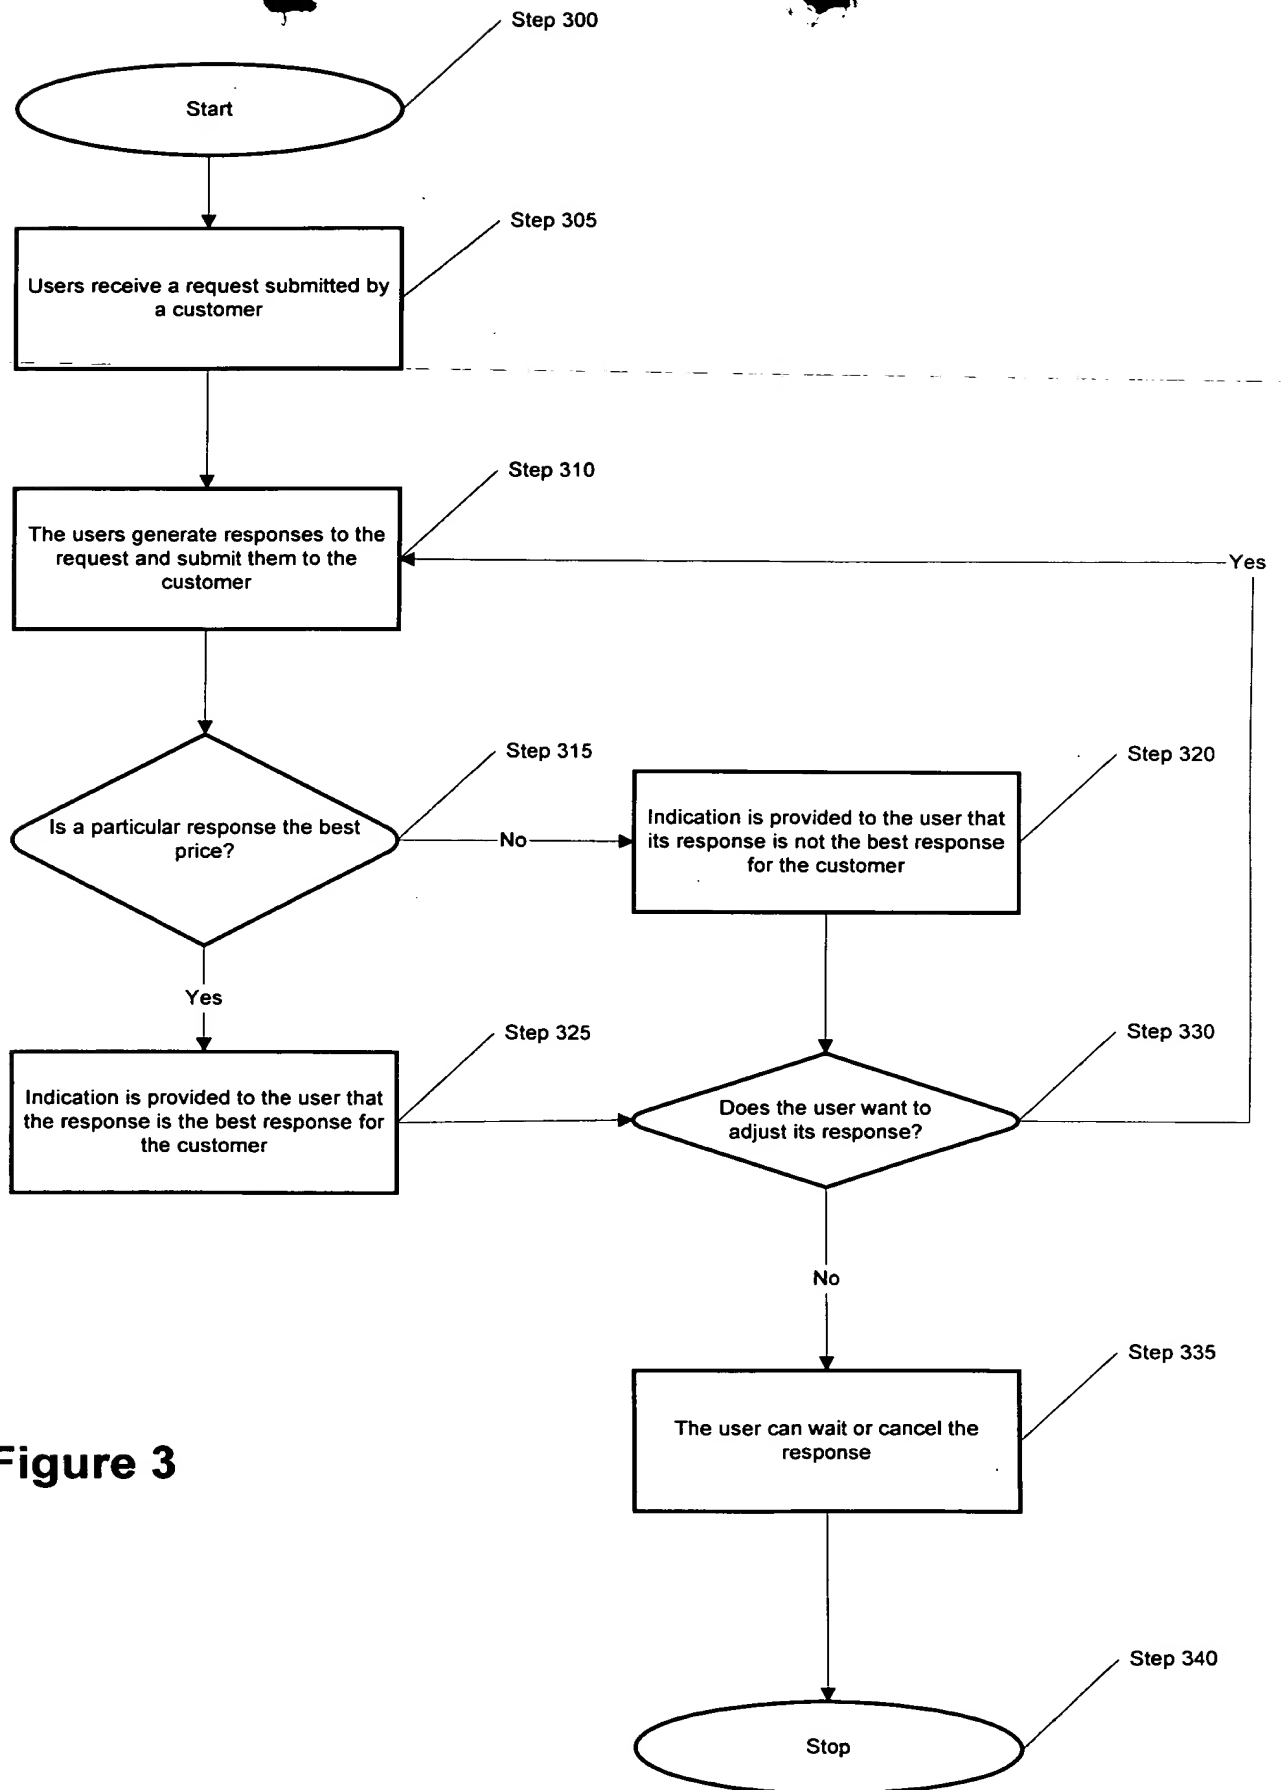 Step 300
Start
Step 305
Users receive a request submitted by
a customer
Step 310
The users generate responses to the
request and submit them to the
customer
Yes
Step 315
Is a particular response the best
price?
No
Step 320
Indication is provided to the user that
its response is not the best response
for the customer
Yes
Step 325
Indication is provided to the user that
the response is the best response for
the customer
Step 330
Does the user want to
adjust its response?
No
Step 335
The user can wait or cancel the
response
Figure 3
Step 340
Stop